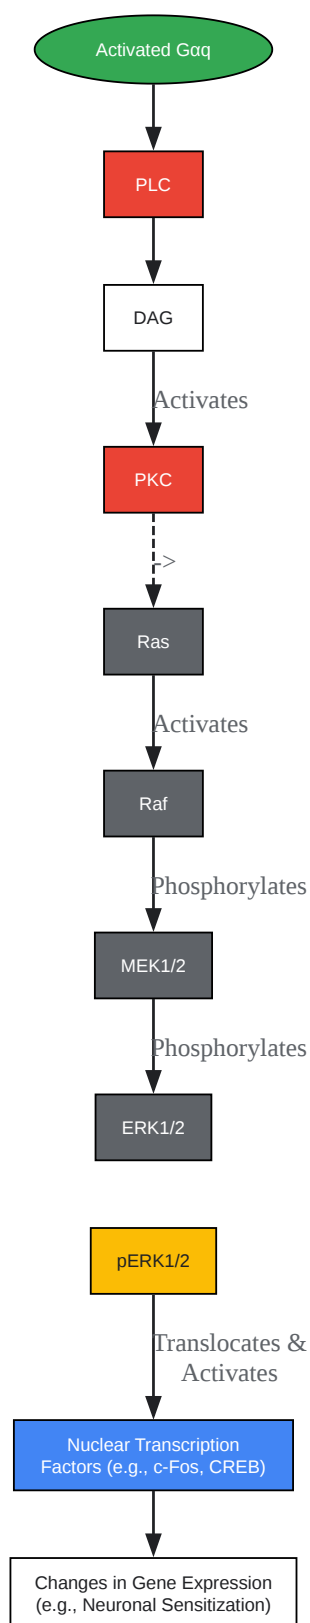 Activated Gαq
PLC
DAG
Activates
PKC
->
Ras
Activates
Raf
Phosphorylates
MEK1/2
Phosphorylates
ERK1/2
pERK1/2
Translocates &
Activates
Nuclear Transcription
Factors (e.g., c-Fos, CREB)
Changes in Gene Expression
(e.g., Neuronal Sensitization)